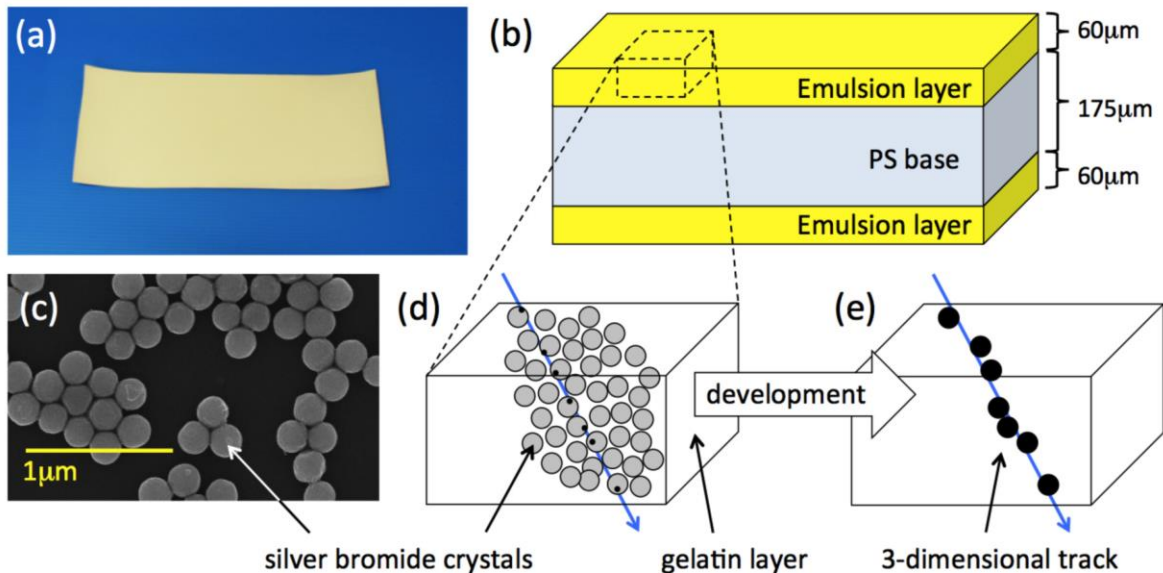 (a)
(b)
60μm
Emulsion layer
175μm
PS base
60μm
Emulsion layer
(c)
1μm
(d)
(e)
development
silver bromide crystals
gelatin layer
3-dimensional track